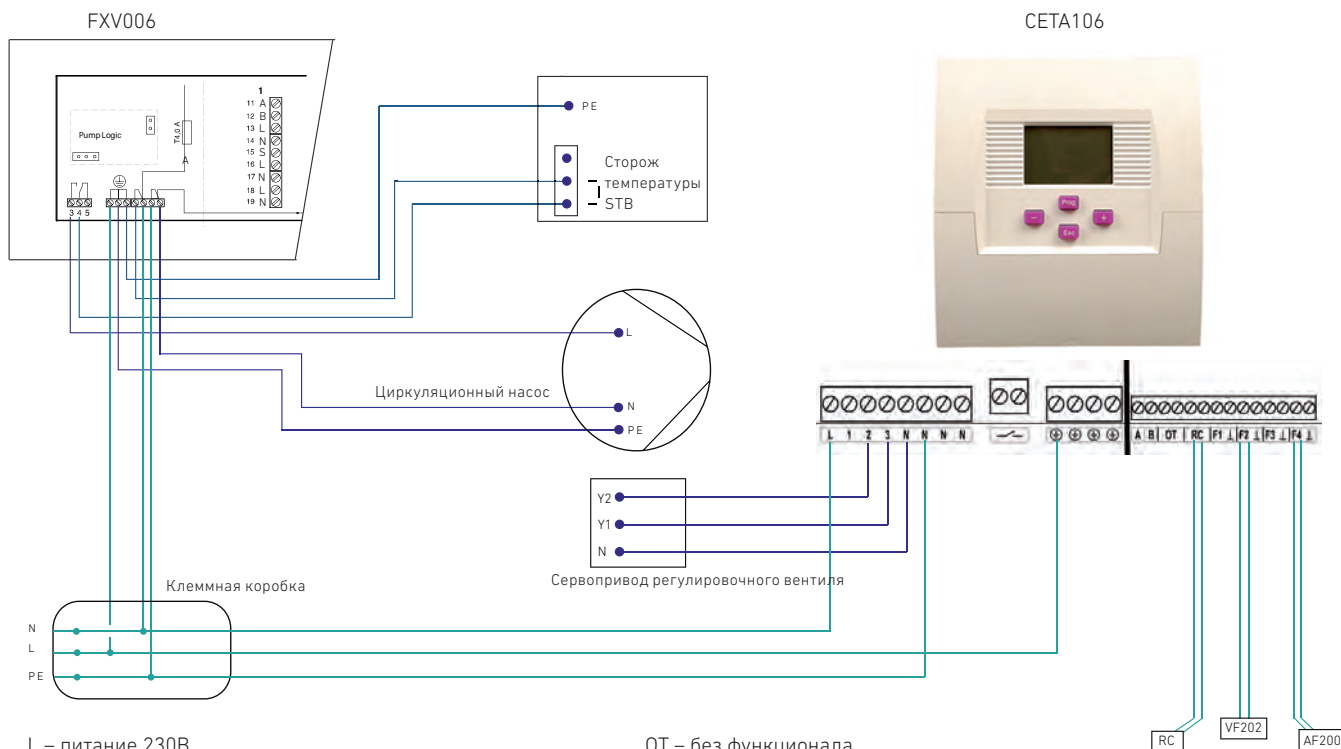 FXV006
CETA106
Pump Logic
T4,0 A
A
1
11 A
12 B
13 L
14 N
15 S
16 L
17 N
18 L
19 N
3 4 5
PE
Сторож
температуры
STB
L
Циркуляционный насос
N
PE
Prog
−
+
Esc
L 1 2 3 N N N N
A B OT RC F1 ⊥ F2 ⊥ F3 ⊥ F4 ⊥
Y2
Y1
N
Сервопривод регулировочного вентиля
Клеммная коробка
N
L
PE
RC
VF202
AF200
L – питание 230В
OT – без функционала